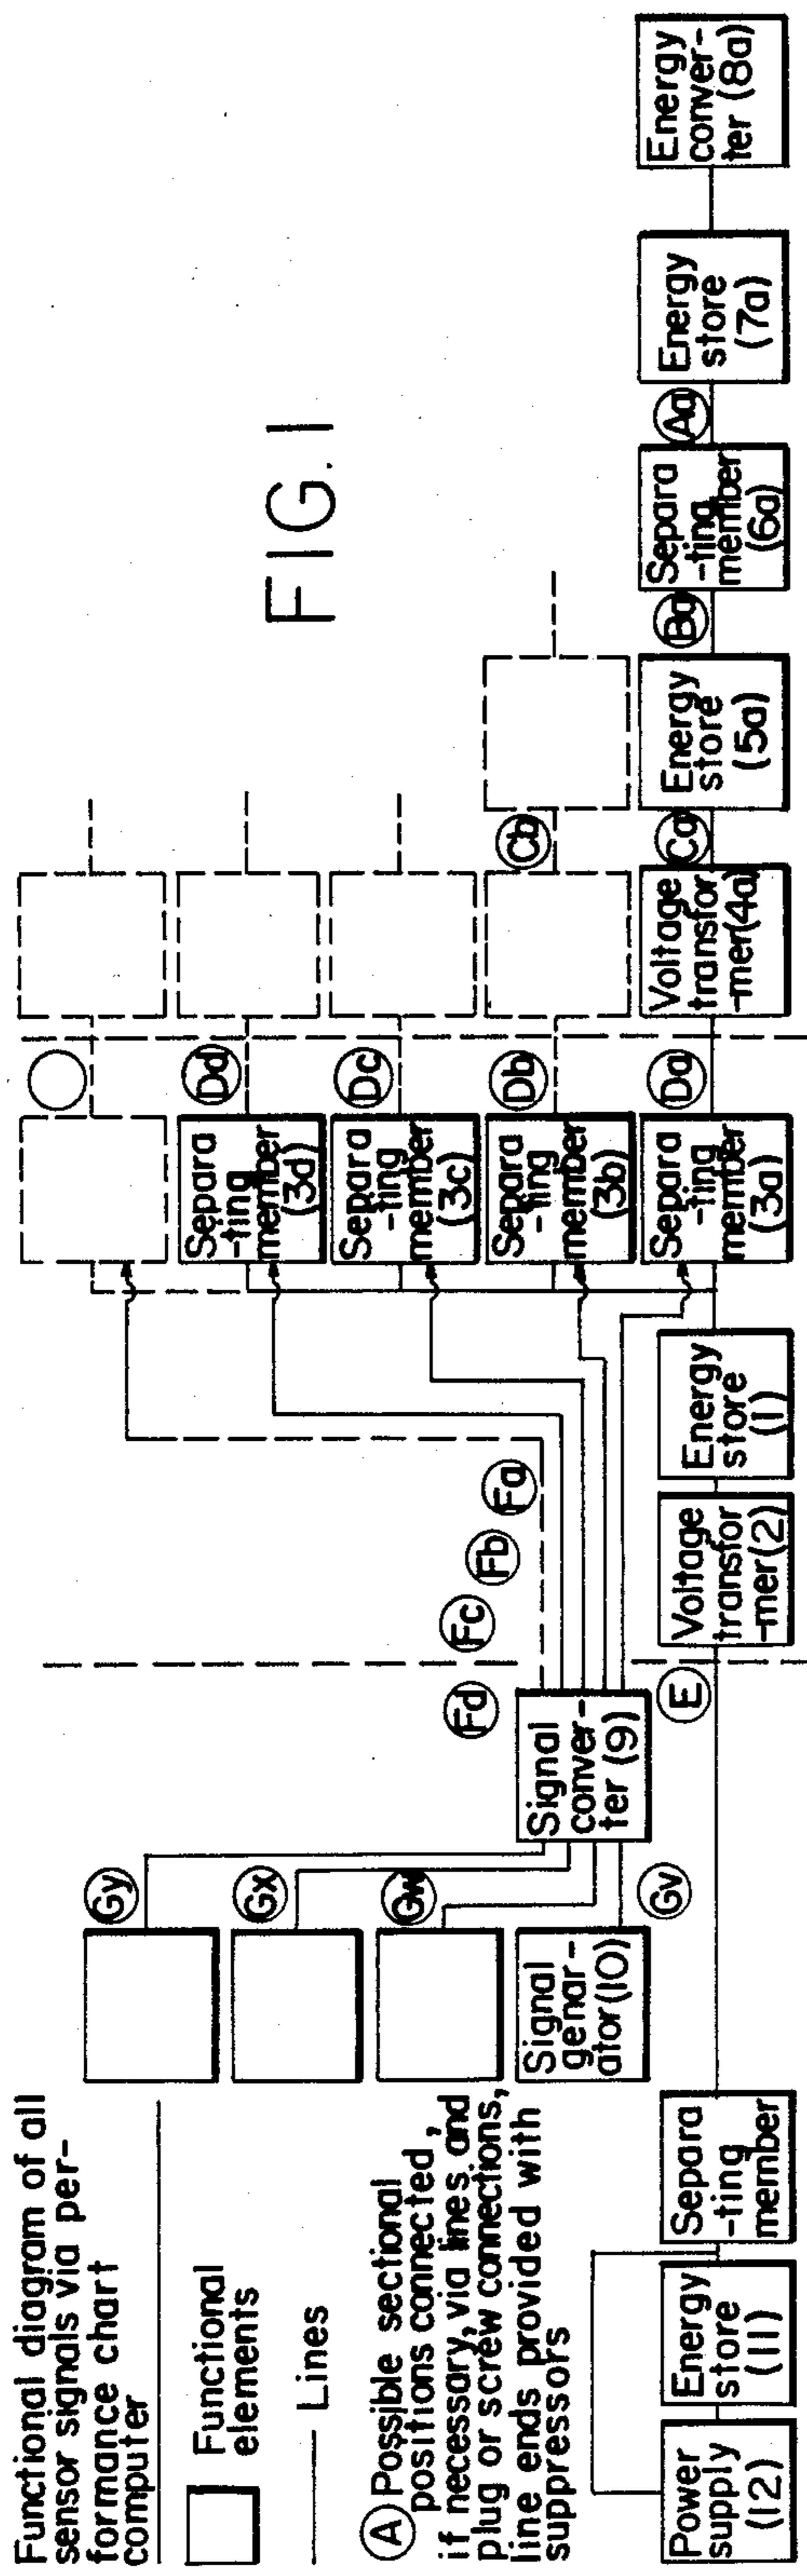 Functional diagram of all
sensor signals via per-
formance chart
computer
Functional
elements
Lines
A Possible sectional
positions connected,
if necessary, via lines and
plug or screw connections,
line ends provided with
suppressors
FIG. 1
Gy
Gx
Gw
Gv
Signal
genar-
ator(10)
Signal
conver-
ter (9)
Fd
Fc
Fb
Fa
E
Power
supply
(12)
Energy
store
(11)
Separa
-ting
member
Voltage
transfor
-mer(2)
Energy
store
(1)
Separa
-ting
member
(3d)
Dd
Separa
-ting
member
(3c)
Dc
Separa
-ting
member
(3b)
Db
Cb
Separa
-ting
member
(3a)
Da
Voltage
transfor
-mer(4a)
Ca
Energy
store
(5a)
Ba
Separa
-ting
member
(6a)
Aa
Energy
store
(7a)
Energy
conver-
ter (8a)